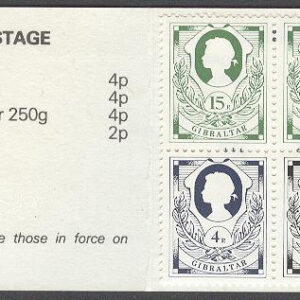 STAGE
4p
4p
r 250g 4p
2p
e those in force on
15P
GIBRALTAR
4P
GIBRALTAR